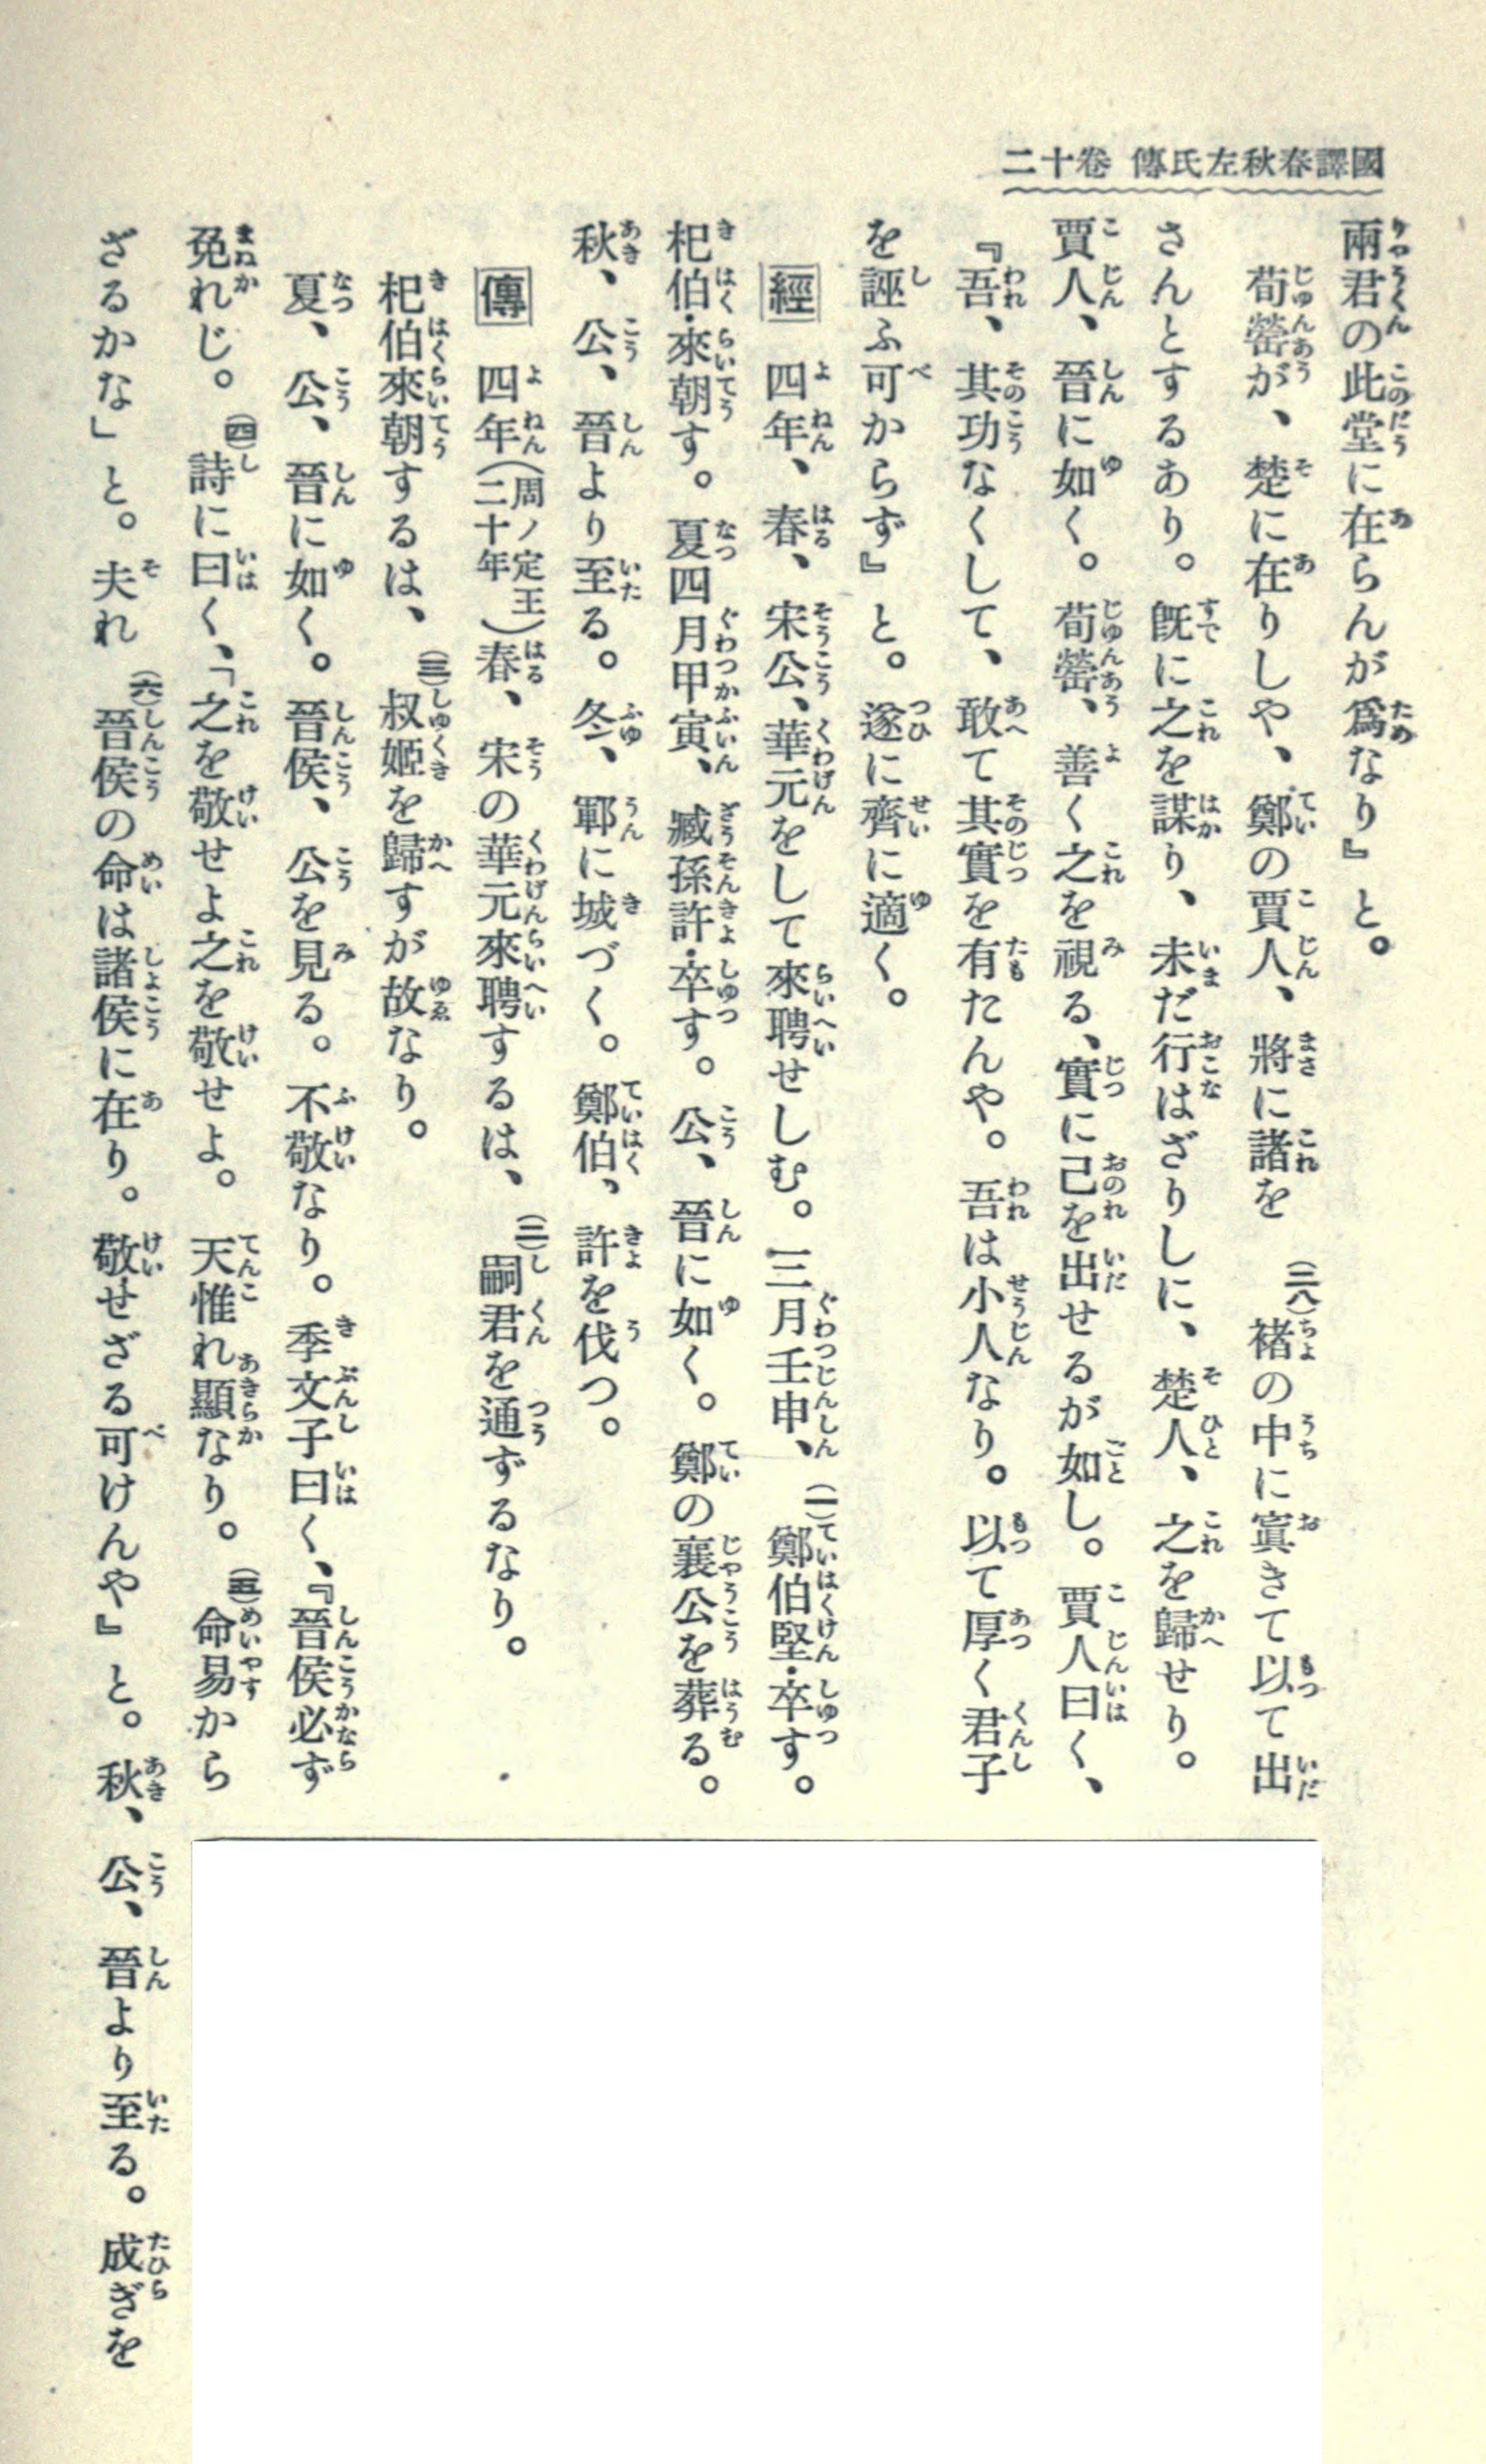 國譯春秋左氏傳 卷十二
兩君の此堂に在らんが爲なり』と。
荀罃が、楚に在りしや、鄭の賈人、將に諸を(二八)褚の中に寘きて以て出
さんとするあり。旣に之を謀り、未だ行はざりしに、楚人、之を歸せり。
賈人、晉に如く。荀罃、善く之を視る、實に己を出せるが如し。賈人曰く、
『吾、其功なくして、敢て其實を有たんや。吾は小人なり。以て厚く君子
を誣ふ可からず』と。遂に齊に適く。
經 四年、春、宋公、華元をして來聘せしむ。三月壬申、(一)鄭伯堅・卒す。
杞伯・來朝す。夏四月甲寅、臧孫許・卒す。公、晉に如く。鄭の襄公を葬る。
秋、公、晉より至る。冬、鄆に城づく。鄭伯、許を伐つ。
傳 四年(周ノ定王二十年)春、宋の華元來聘するは、(二)嗣君を通ずるなり。
杞伯來朝するは、(三)叔姬を歸すが故なり。
夏、公、晉に如く。晉侯、公を見る。不敬なり。季文子曰く、『晉侯必ず
免れじ。(四)詩に曰く、「之を敬せよ之を敬せよ。天惟れ顯なり。(五)命易から
ざるかな」と。夫れ(六)晉侯の命は諸侯に在り。敬せざる可けんや』と。秋、公、晉より至る。成ぎを